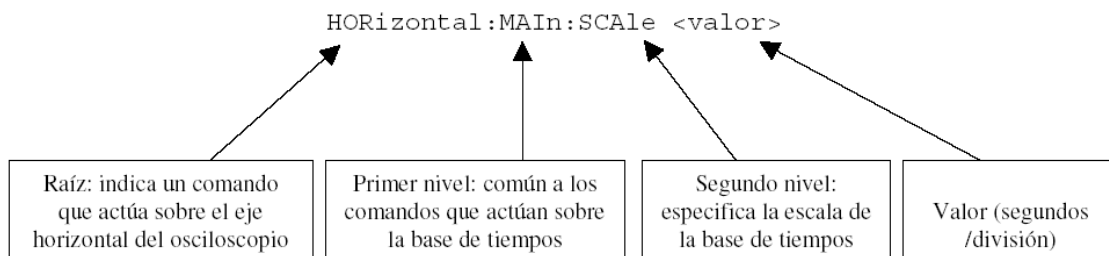 HORizontal:MAIn:SCAle <valor>
Raíz: indica un comando
que actúa sobre el eje
horizontal del osciloscopio
Primer nivel: común a los
comandos que actúan sobre
la base de tiempos
Segundo nivel:
especifica la escala de
la base de tiempos
Valor (segundos
/división)